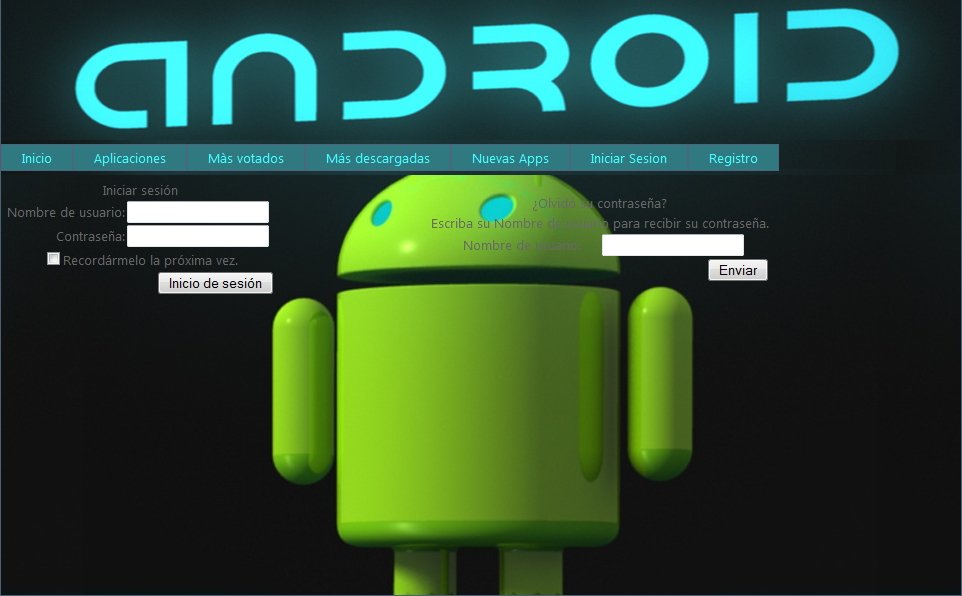 ANDROID
Inicio Aplicaciones Màs votados Más descargadas Nuevas Apps Iniciar Sesion Registro
Iniciar sesión
Nombre de usuario:
Contraseña:
Recordármelo la próxima vez.
Inicio de sesión
¿Olvidó su contraseña?
Escriba su Nombre de usuario para recibir su contraseña.
Nombre de usuario:
Enviar